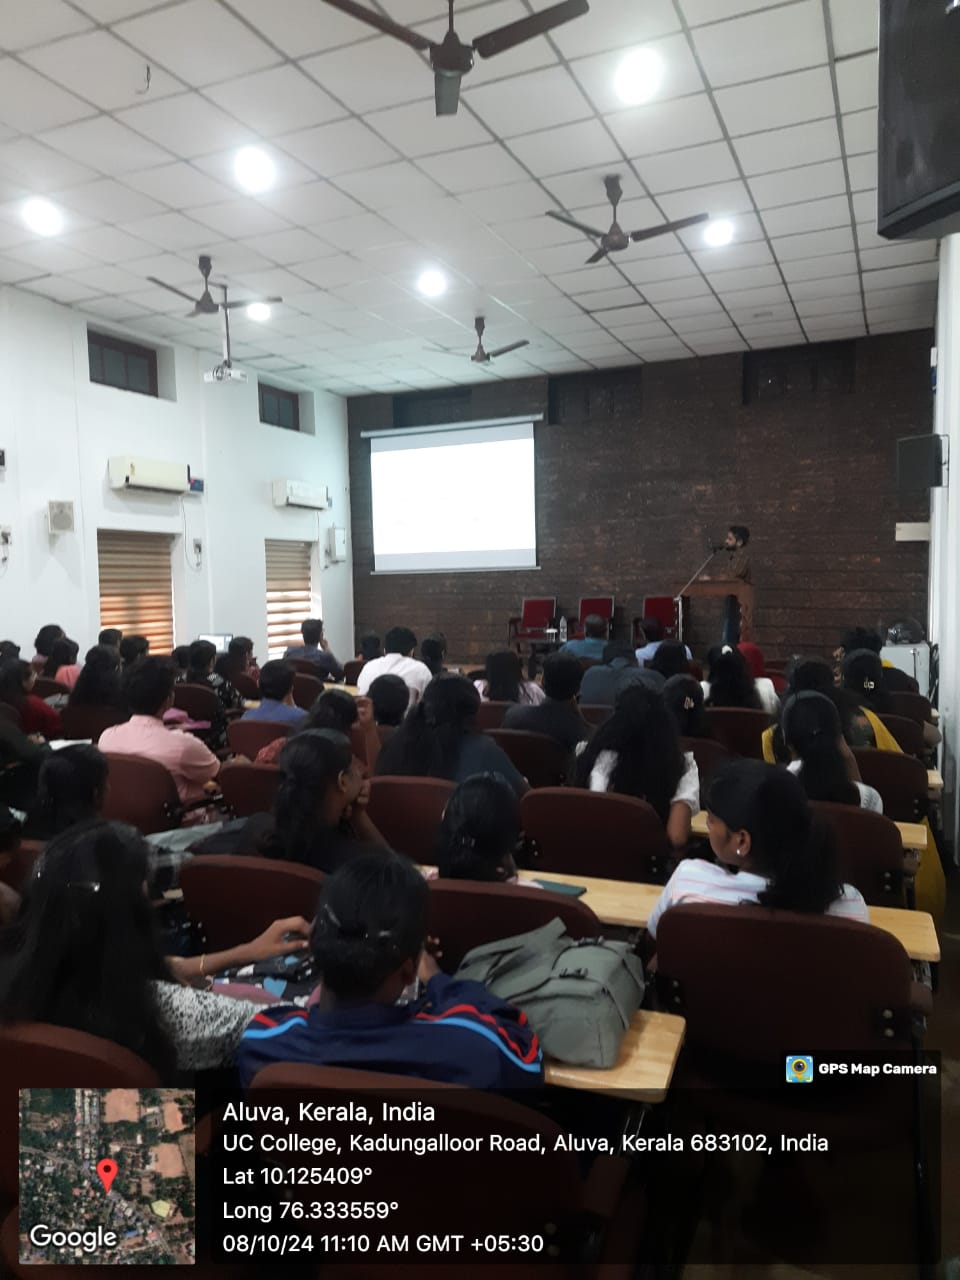 GPS Map Camera
Aluva, Kerala, India
UC College, Kadungalloor Road, Aluva, Kerala 683102, India
Lat 10.125409°
Long 76.333559°
08/10/24 11:10 AM GMT +05:30
Google